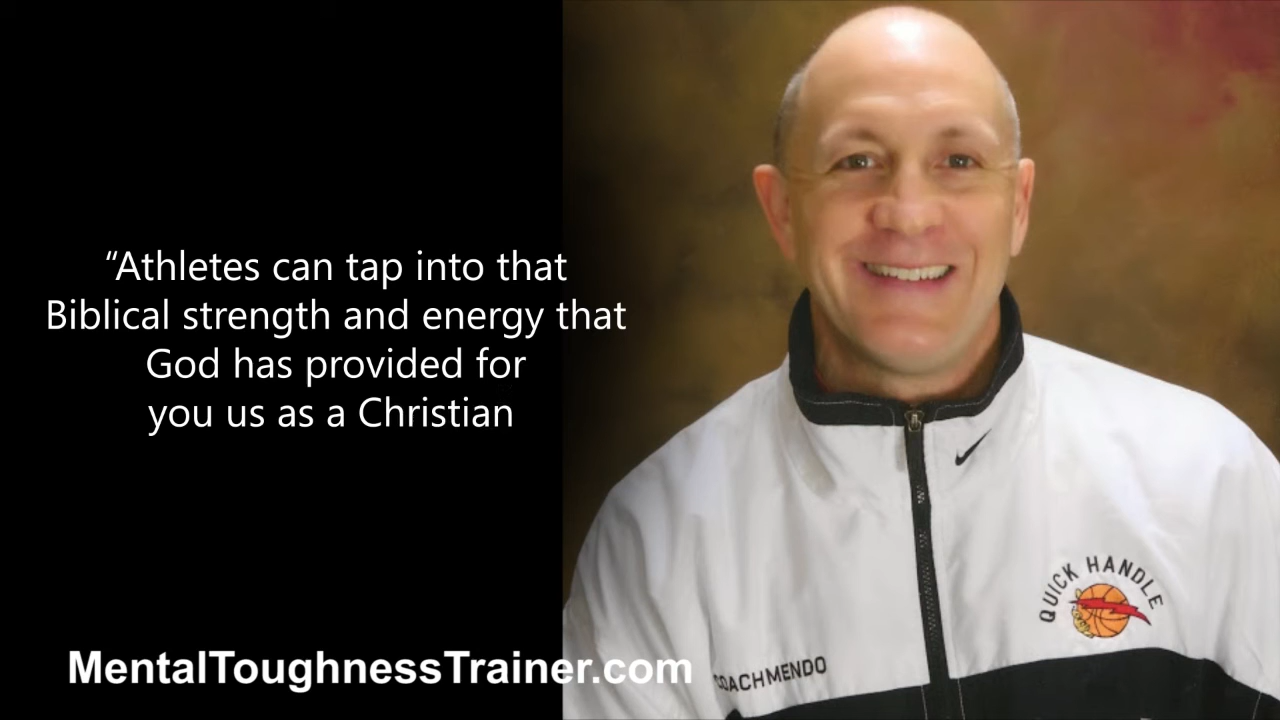 “Athletes can tap into that
Biblical strength and energy that
God has provided for
you us as a Christian
QUICK HANDLE
COACHMENDO
MentalToughnessTrainer.com